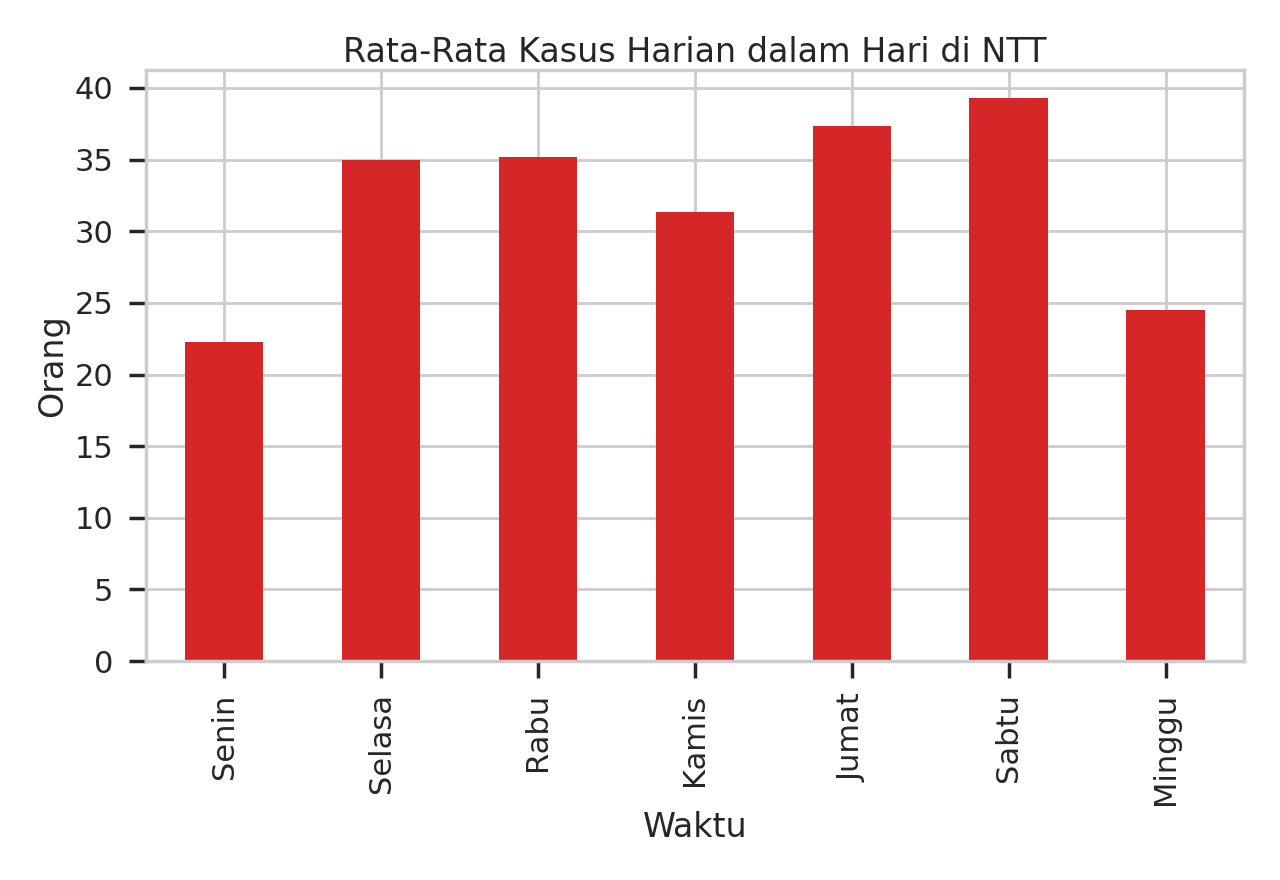 Rata-Rata Kasus Harian dalam Hari di NTT
40
35
30
25
20
15
10
5
0
Orang
Senin
Selasa
Rabu
Kamis
Jumat
Sabtu
Minggu
Waktu